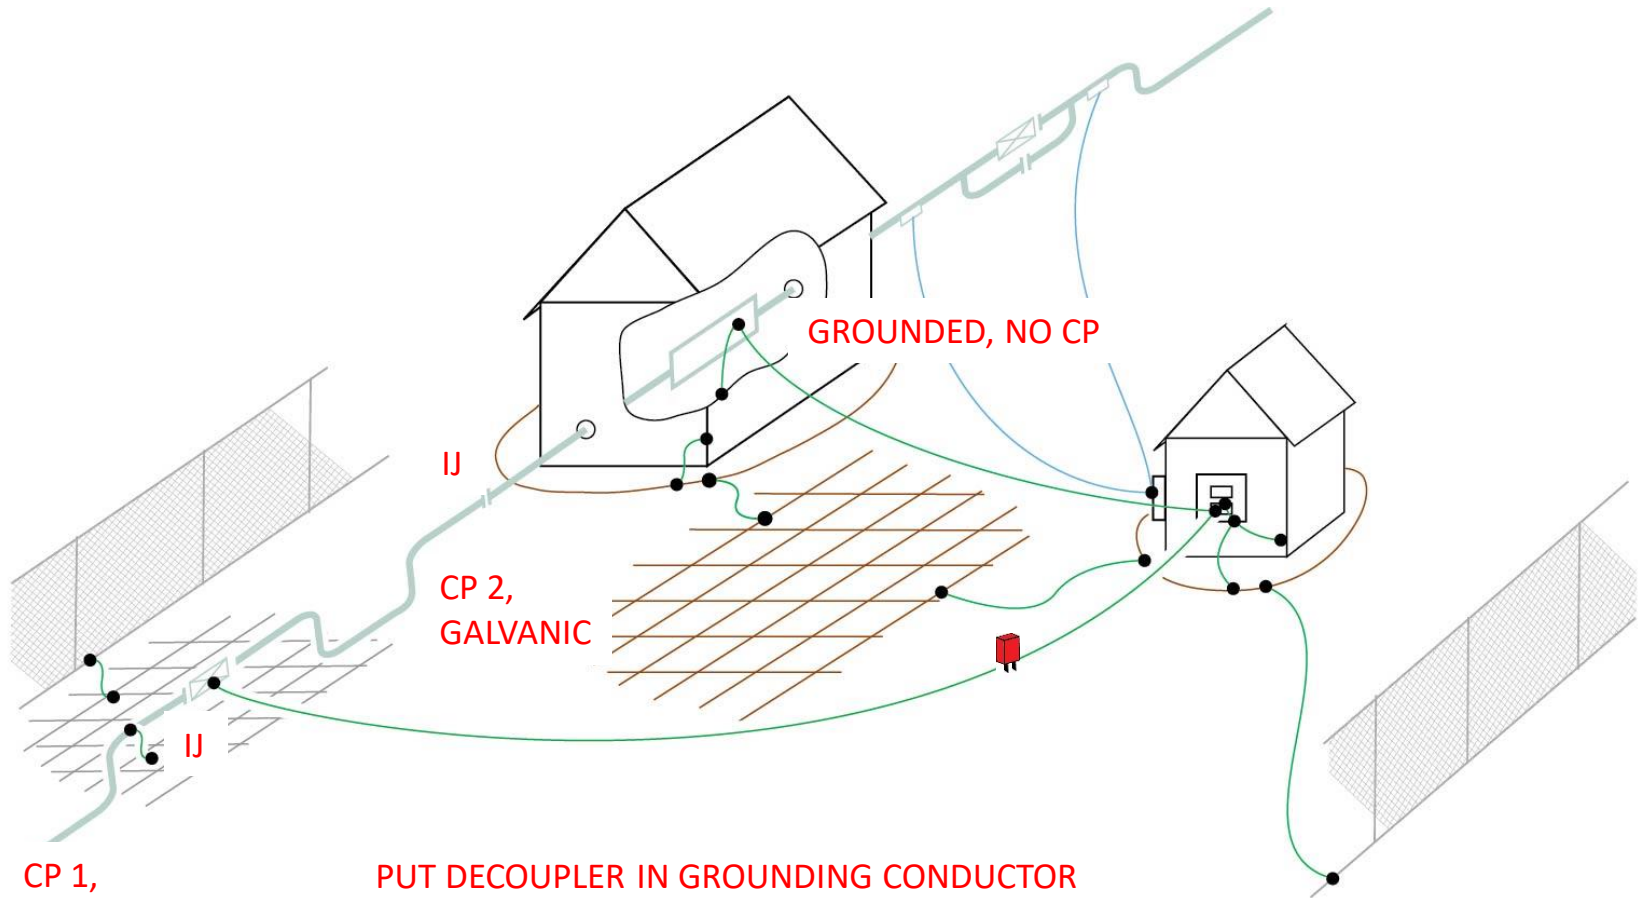 GROUNDED, NO CP
IJ
CP 2,
GALVANIC
IJ
CP 1,
PUT DECOUPLER IN GROUNDING CONDUCTOR